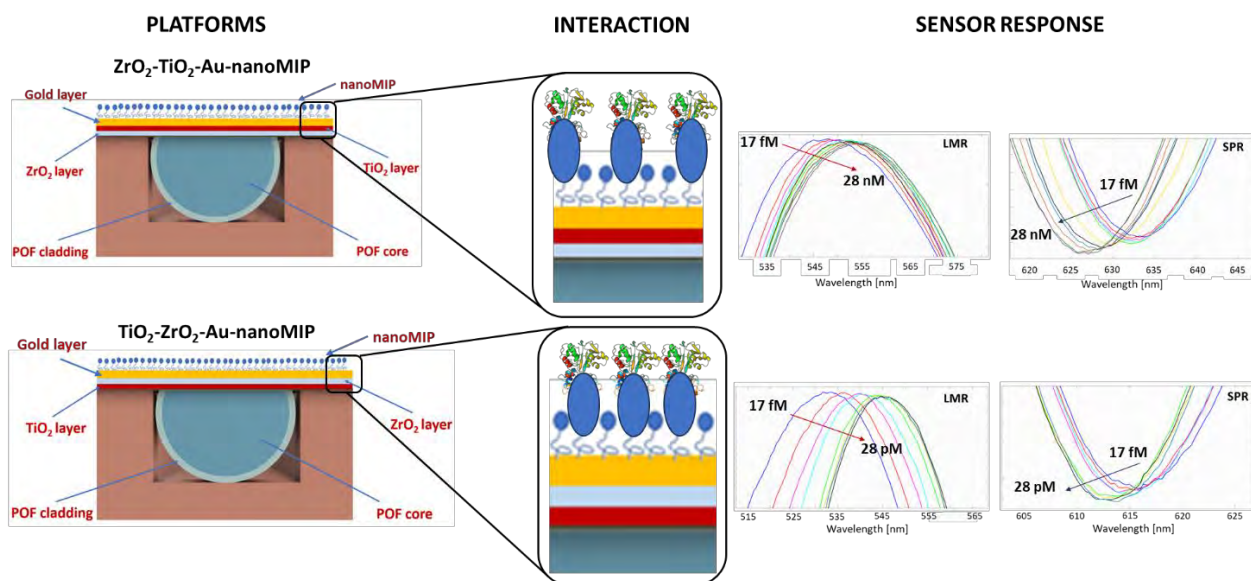 PLATFORMS
INTERACTION
SENSOR RESPONSE
ZrO₂-TiO₂-Au-nanoMIP
nanoMIP
Gold layer
ZrO₂ layer
TiO₂ layer
POF cladding
POF core
17 fM
LMR
28 nM
535 545 555 565 575
Wavelength [nm]
SPR
17 fM
28 nM
620 625 630 635 640 645
Wavelength [nm]
TiO₂-ZrO₂-Au-nanoMIP
nanoMIP
Gold layer
TiO₂ layer
ZrO₂ layer
POF cladding
POF core
LMR
17 fM
28 pM
515 525 535 545 555 565
Wavelength [nm]
SPR
17 fM
28 pM
605 610 615 620 625
Wavelength [nm]